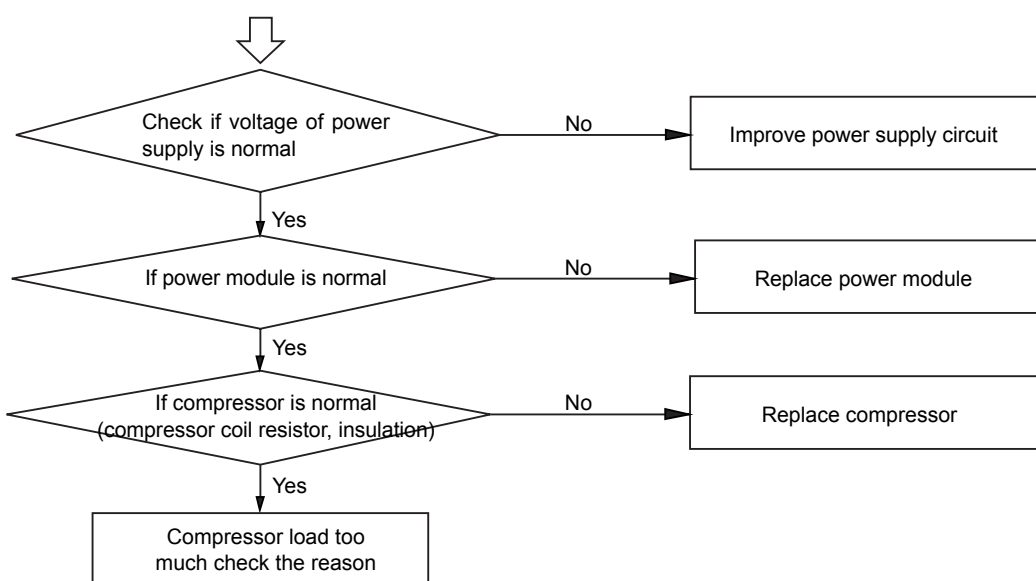 Check if voltage of power
supply is normal
No
Improve power supply circuit
Yes
If power module is normal
No
Replace power module
Yes
If compressor is normal
(compressor coil resistor, insulation)
No
Replace compressor
Yes
Compressor load too
much check the reason